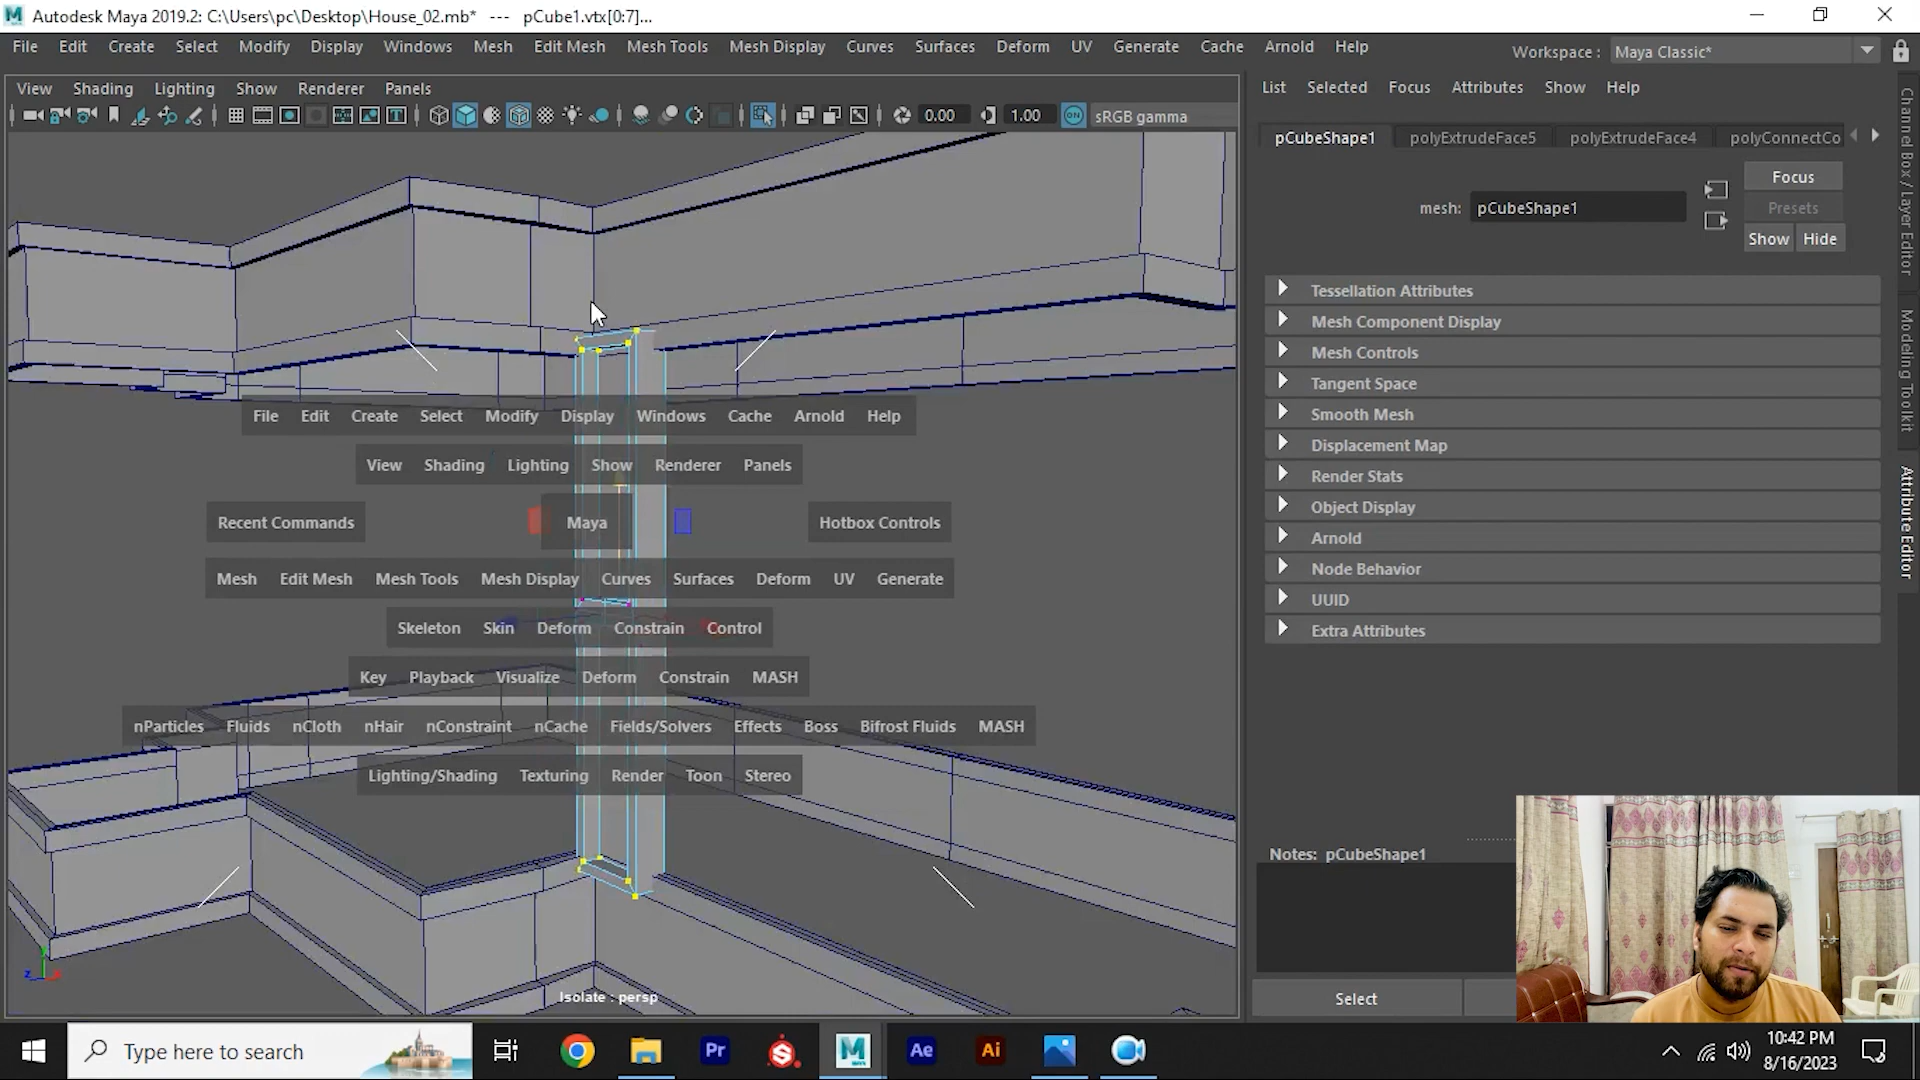 Autodesk Maya 2019.2: C:\Users\pc\Desktop\House_02.mb* --- pCube1.vtx[0:7]...
File Edit Create Select Modify Display Windows Mesh Edit Mesh Mesh Tools Mesh Display Curves Surfaces Deform UV Generate Cache Arnold Help
Workspace : Maya Classic*
View Shading Lighting Show Renderer Panels
0.00 1.00 ON sRGB gamma
List Selected Focus Attributes Show Help
pCubeShape1 polyExtrudeFace5 polyExtrudeFace4 polyConnectCo
Focus
mesh: pCubeShape1
Presets
Show Hide
Tessellation Attributes
Mesh Component Display
Mesh Controls
Tangent Space
Smooth Mesh
Displacement Map
Render Stats
Object Display
Arnold
Node Behavior
UUID
Extra Attributes
Notes: pCubeShape1
Select
Channel Box / Layer Editor
Modeling Toolkit
Attribute Editor
File Edit Create Select Modify Display Windows Cache Arnold Help
View Shading Lighting Show Renderer Panels
Recent Commands Maya Hotbox Controls
Mesh Edit Mesh Mesh Tools Mesh Display Curves Surfaces Deform UV Generate
Skeleton Skin Deform Constrain Control
Key Playback Visualize Deform Constrain MASH
nParticles Fluids nCloth nHair nConstraint nCache Fields/Solvers Effects Boss Bifrost Fluids MASH
Lighting/Shading Texturing Render Toon Stereo
Isolate : persp
Type here to search
Pr
Ae
Ai
10:42 PM
8/16/2023